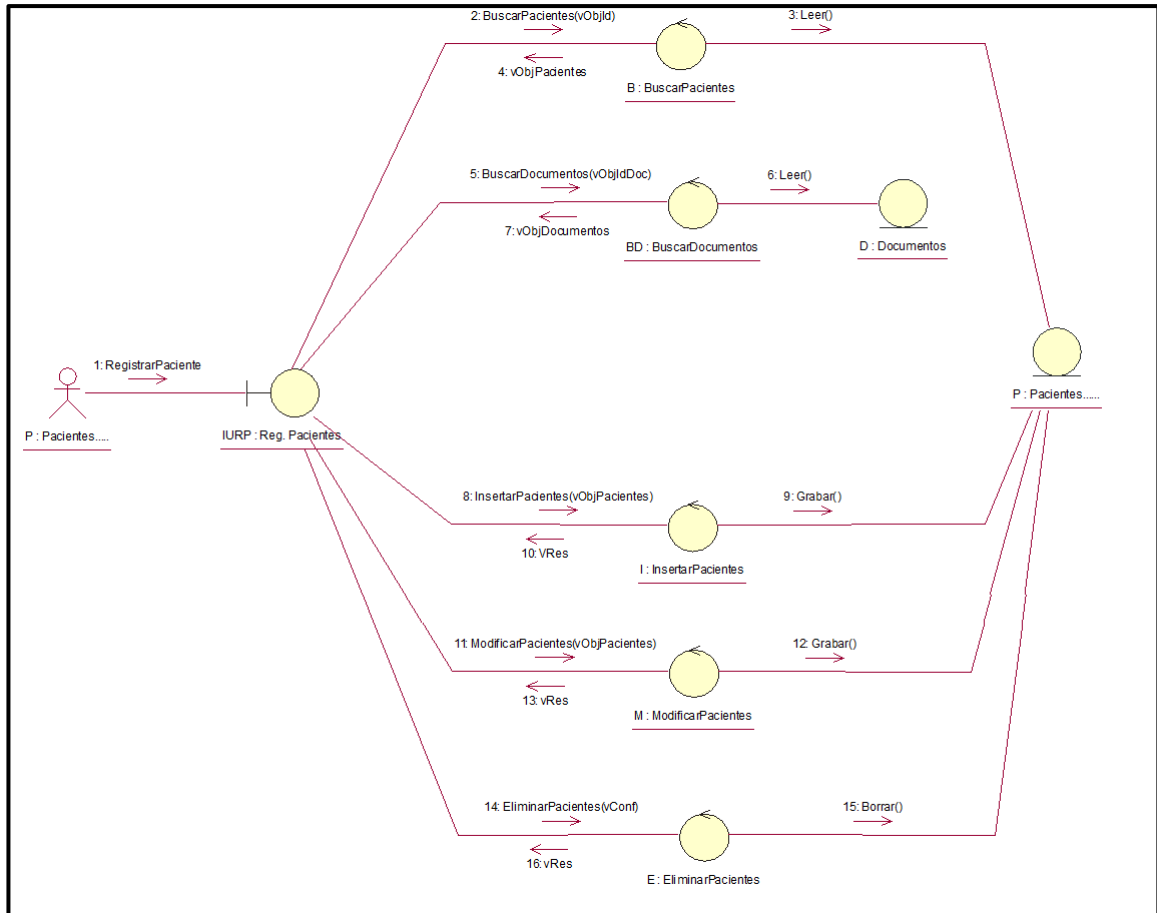 2: BuscarPacientes(vObjId)
3: Leer()
4: vObjPacientes
B : BuscarPacientes
5: BuscarDocumentos(vObjIdDoc)
6: Leer()
7: vObjDocumentos
BD : BuscarDocumentos
D : Documentos
1: RegistrarPaciente
P : Pacientes.....
IURP : Reg. Pacientes
P : Pacientes......
8: InsertarPacientes(vObjPacientes)
9: Grabar()
10: VRes
I : InsertarPacientes
11: ModificarPacientes(vObjPacientes)
12: Grabar()
13: vRes
M : ModificarPacientes
14: EliminarPacientes(vConf)
15: Borrar()
16: vRes
E : EliminarPacientes